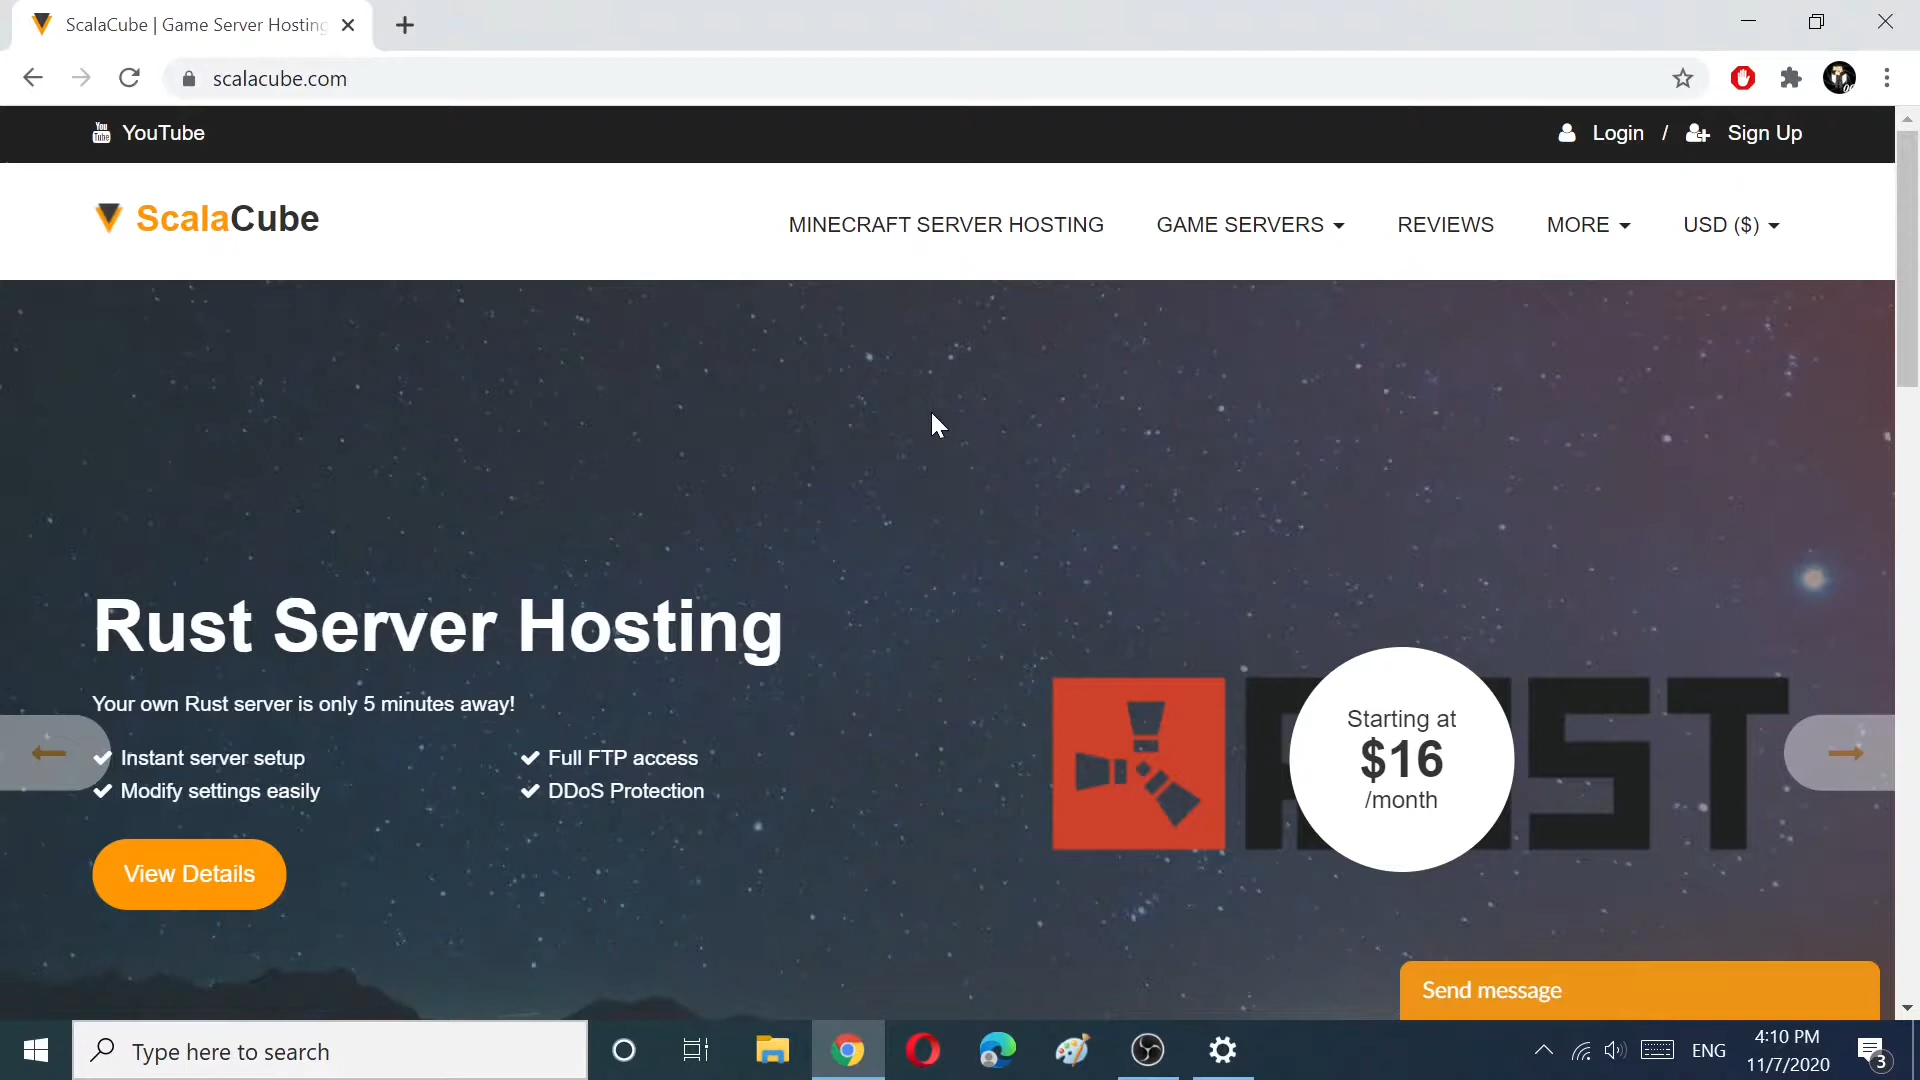 ScalaCube | Game Server Hosting
scalacube.com
YouTube
Login / Sign Up
ScalaCube
MINECRAFT SERVER HOSTING GAME SERVERS REVIEWS MORE USD ($)
Rust Server Hosting
Your own Rust server is only 5 minutes away!
Instant server setup Full FTP access
Modify settings easily DDoS Protection
View Details
RUST
Starting at
$16
/month
Send message
Type here to search
ENG
4:10 PM
11/7/2020
3